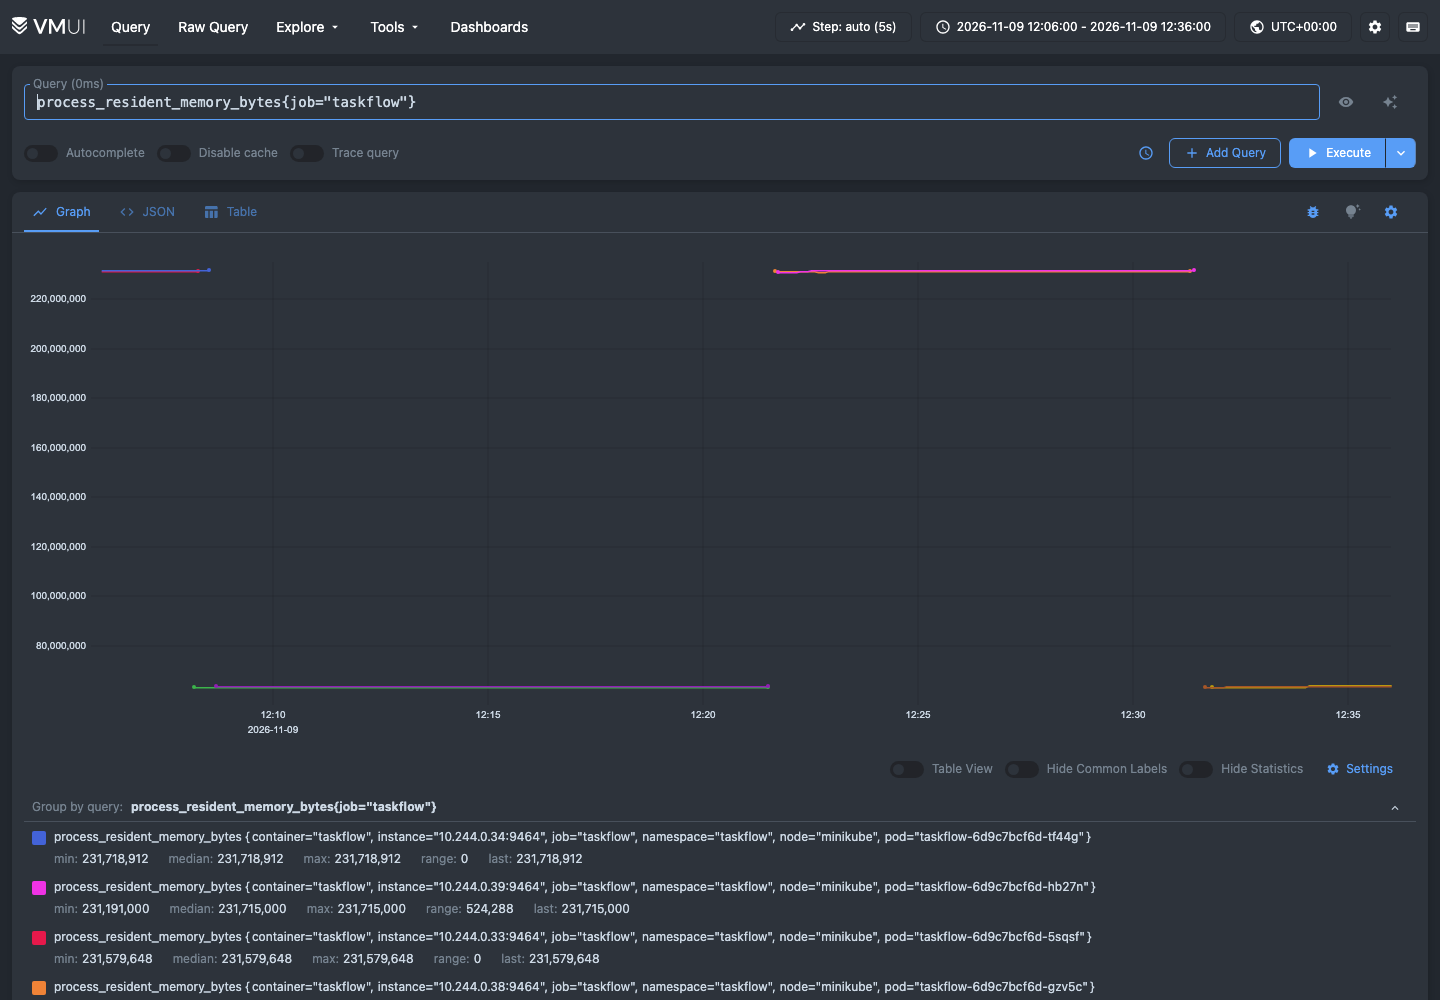 VMUI Query Raw Query Explore Tools Dashboards Step: auto (5s) 2026-11-09 12:06:00 - 2026-11-09 12:36:00 UTC+00:00
Query (0ms)
process_resident_memory_bytes{job="taskflow"}
Autocomplete Disable cache Trace query Add Query Execute
Graph JSON Table
220,000,000
200,000,000
180,000,000
160,000,000
140,000,000
120,000,000
100,000,000
80,000,000
12:10 12:15 12:20 12:25 12:30 12:35
2026-11-09
Table View Hide Common Labels Hide Statistics Settings
Group by query: process_resident_memory_bytes{job="taskflow"}
process_resident_memory_bytes {container="taskflow", instance="10.244.0.34:9464", job="taskflow", namespace="taskflow", node="minikube", pod="taskflow-6d9c7bcf6d-tf44g"}
min: 231,718,912 median: 231,718,912 max: 231,718,912 range: 0 last: 231,718,912
process_resident_memory_bytes {container="taskflow", instance="10.244.0.39:9464", job="taskflow", namespace="taskflow", node="minikube", pod="taskflow-6d9c7bcf6d-hb27n"}
min: 231,191,000 median: 231,715,000 max: 231,715,000 range: 524,288 last: 231,715,000
process_resident_memory_bytes {container="taskflow", instance="10.244.0.33:9464", job="taskflow", namespace="taskflow", node="minikube", pod="taskflow-6d9c7bcf6d-5sqsf"}
min: 231,579,648 median: 231,579,648 max: 231,579,648 range: 0 last: 231,579,648
process_resident_memory_bytes {container="taskflow", instance="10.244.0.38:9464", job="taskflow", namespace="taskflow", node="minikube", pod="taskflow-6d9c7bcf6d-gzv5c"}